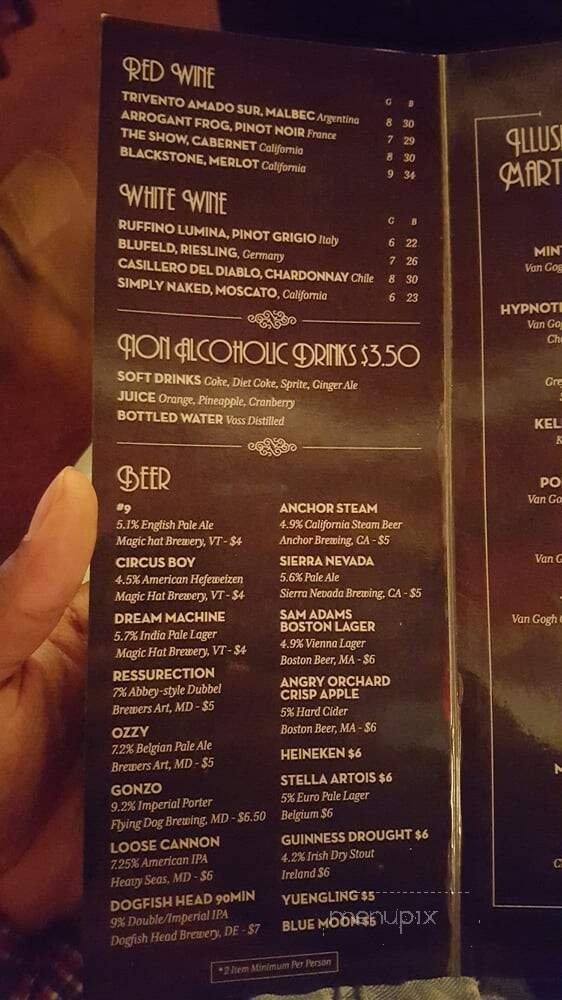 RED WINE
G B
TRIVENTO AMADO SUR, MALBEC Argentina 8 30
ARROGANT FROG, PINOT NOIR France 7 29
THE SHOW, CABERNET California 8 30
BLACKSTONE, MERLOT California 9 34
WHITE WINE
G B
RUFFINO LUMINA, PINOT GRIGIO Italy 6 22
BLUFELD, RIESLING, Germany 7 26
CASILLERO DEL DIABLO, CHARDONNAY Chile 8 30
SIMPLY NAKED, MOSCATO, California 6 23
NON ALCOHOLIC DRINKS $3.50
SOFT DRINKS Coke, Diet Coke, Sprite, Ginger Ale
JUICE Orange, Pineapple, Cranberry
BOTTLED WATER Voss Distilled
BEER
#9
5.1% English Pale Ale
Magic hat Brewery, VT - $4
CIRCUS BOY
4.5% American Hefeweizen
Magic Hat Brewery, VT - $4
DREAM MACHINE
5.7% India Pale Lager
Magic Hat Brewery, VT - $4
RESSURECTION
7% Abbey-style Dubbel
Brewers Art, MD - $5
OZZY
7.2% Belgian Pale Ale
Brewers Art, MD - $5
GONZO
9.2% Imperial Porter
Flying Dog Brewing, MD - $6.50
LOOSE CANNON
7.25% American IPA
Heavy Seas, MD - $6
DOGFISH HEAD 90MIN
9% Double/Imperial IPA
Dogfish Head Brewery, DE - $7
ANCHOR STEAM
4.9% California Steam Beer
Anchor Brewing, CA - $5
SIERRA NEVADA
5.6% Pale Ale
Sierra Nevada Brewing, CA - $5
SAM ADAMS
BOSTON LAGER
4.9% Vienna Lager
Boston Beer, MA - $6
ANGRY ORCHARD
CRISP APPLE
5% Hard Cider
Boston Beer, MA - $6
HEINEKEN $6
STELLA ARTOIS $6
5% Euro Pale Lager
Belgium $6
GUINNESS DROUGHT $6
4.2% Irish Dry Stout
Ireland $6
YUENGLING $5
BLUE MOON $5
*2 Item Minimum Per Person
menupix
ILLUS
MART
MIN
Van Gog
HYPNOTI
Van Go
Cho
Gre
KEL
K
PO
Van Go
Van G
Van Gogh